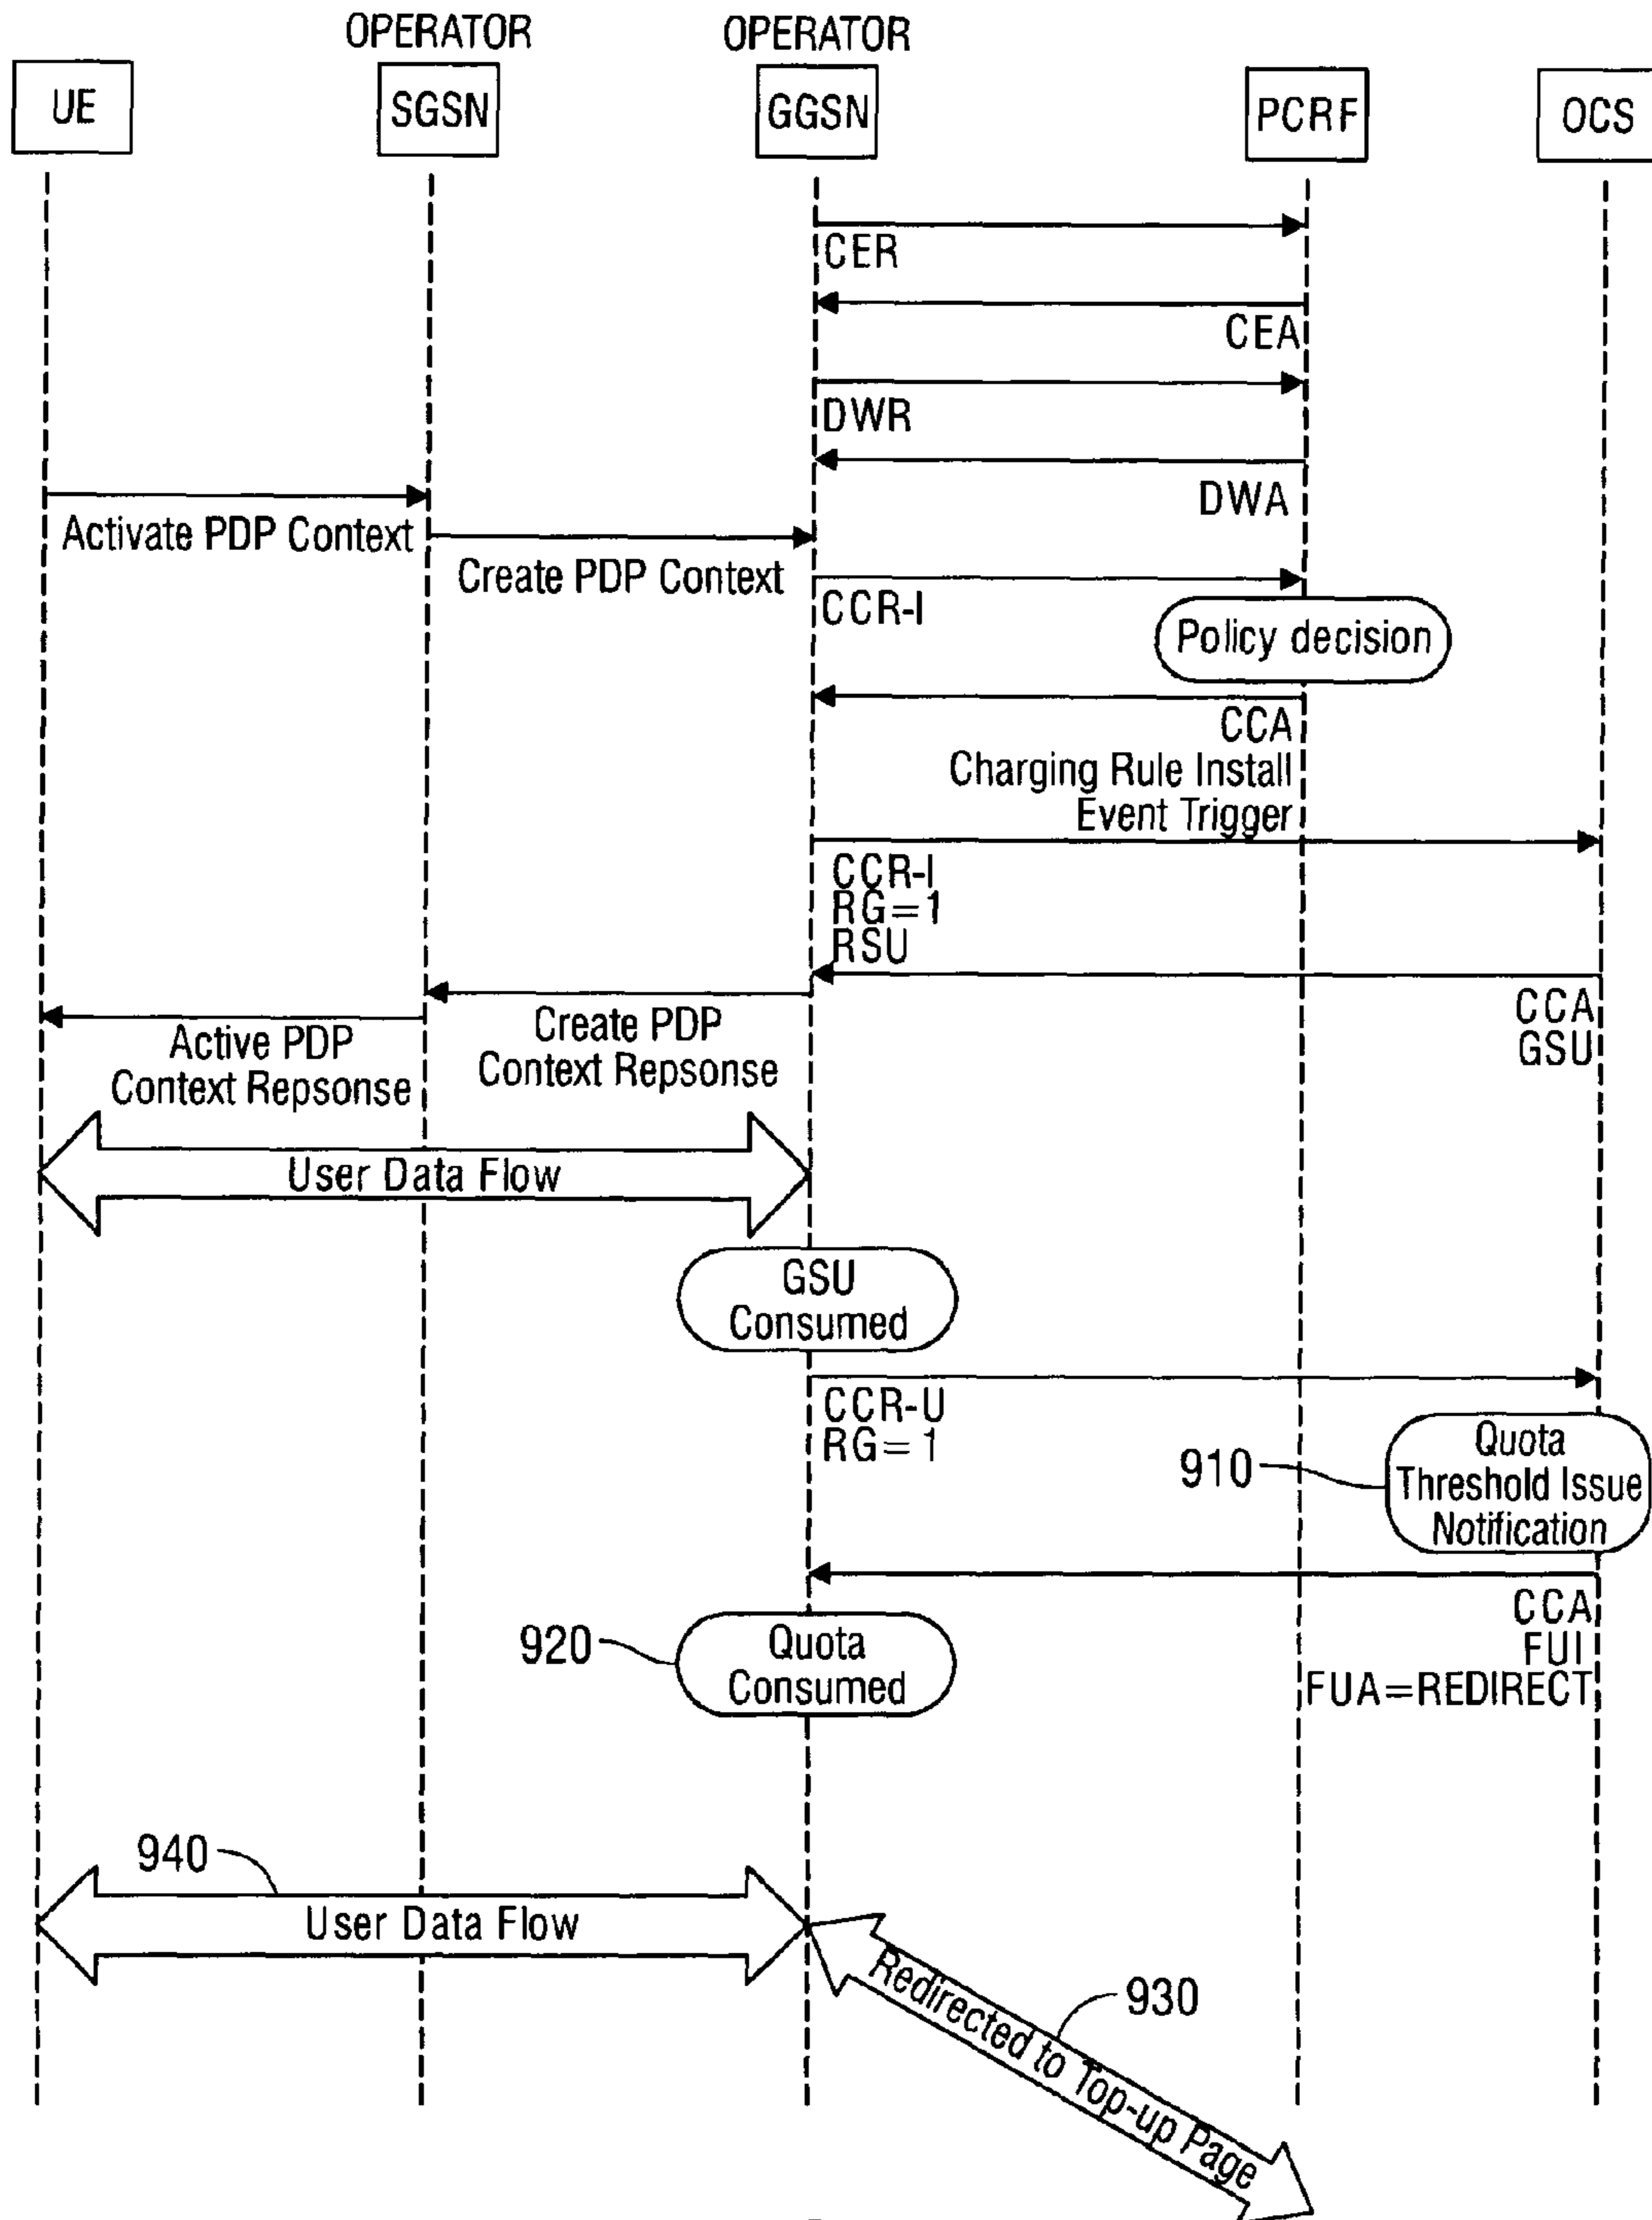 OPERATOR
OPERATOR
UE
SGSN
GGSN
PCRF
OCS
CER
CEA
DWR
DWA
Activate PDP Context
Create PDP Context
CCR-I
Policy decision
CCA
Charging Rule Install
Event Trigger
CCR-I
RG=1
RSU
CCA
GSU
Create PDP
Context Repsonse
Active PDP
Context Repsonse
User Data Flow
GSU
Consumed
CCR-U
RG=1
910
Quota
Threshold Issue
Notification
CCA
FUI
FUA=REDIRECT
920
Quota
Consumed
940
User Data Flow
930
Redirected to Top-up Page